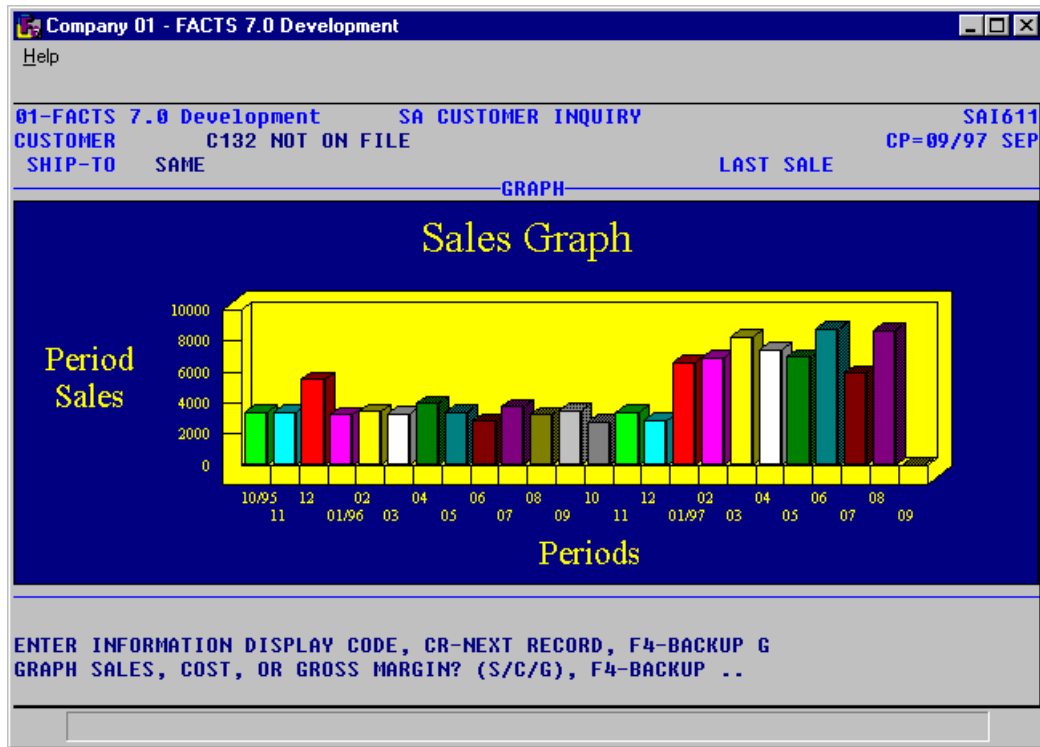 Company 01 - FACTS 7.0 Development
Help
01-FACTS 7.0 Development SA CUSTOMER INQUIRY SAI611
CUSTOMER C132 NOT ON FILE CP=09/97 SEP
SHIP-TO SAME LAST SALE
GRAPH
Sales Graph
Period
Sales
10000
8000
6000
4000
2000
0
10/95 12 02 04 06 08 10 12 02 04 06 08
11 01/96 03 05 07 09 11 01/97 03 05 07 09
Periods
ENTER INFORMATION DISPLAY CODE, CR-NEXT RECORD, F4-BACKUP G
GRAPH SALES, COST, OR GROSS MARGIN? (S/C/G), F4-BACKUP ..